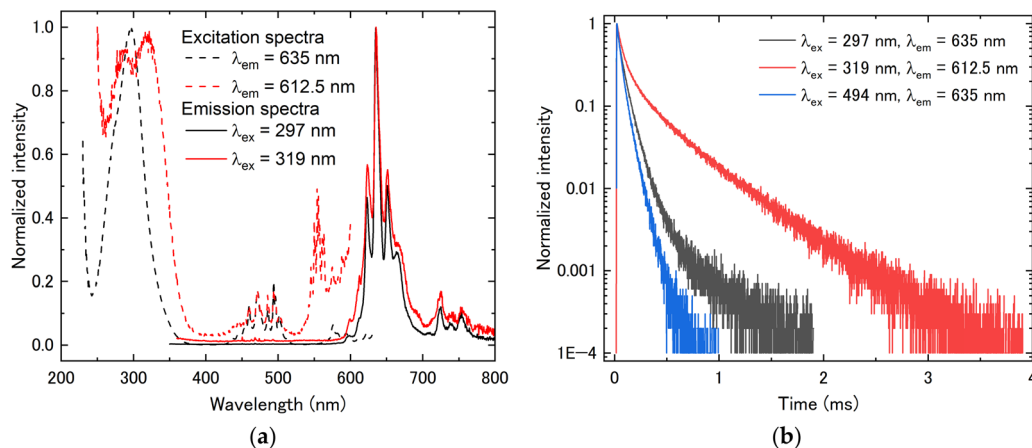 Normalized intensity
1.0
0.8
0.6
0.4
0.2
0.0
Excitation spectra
λem = 635 nm
λem = 612.5 nm
Emission spectra
λex = 297 nm
λex = 319 nm
200 300 400 500 600 700 800
Wavelength (nm)
(a)
Normalized intensity
1
0.1
0.01
0.001
1E−4
λex = 297 nm, λem = 635 nm
λex = 319 nm, λem = 612.5 nm
λex = 494 nm, λem = 635 nm
0 1 2 3 4
Time (ms)
(b)